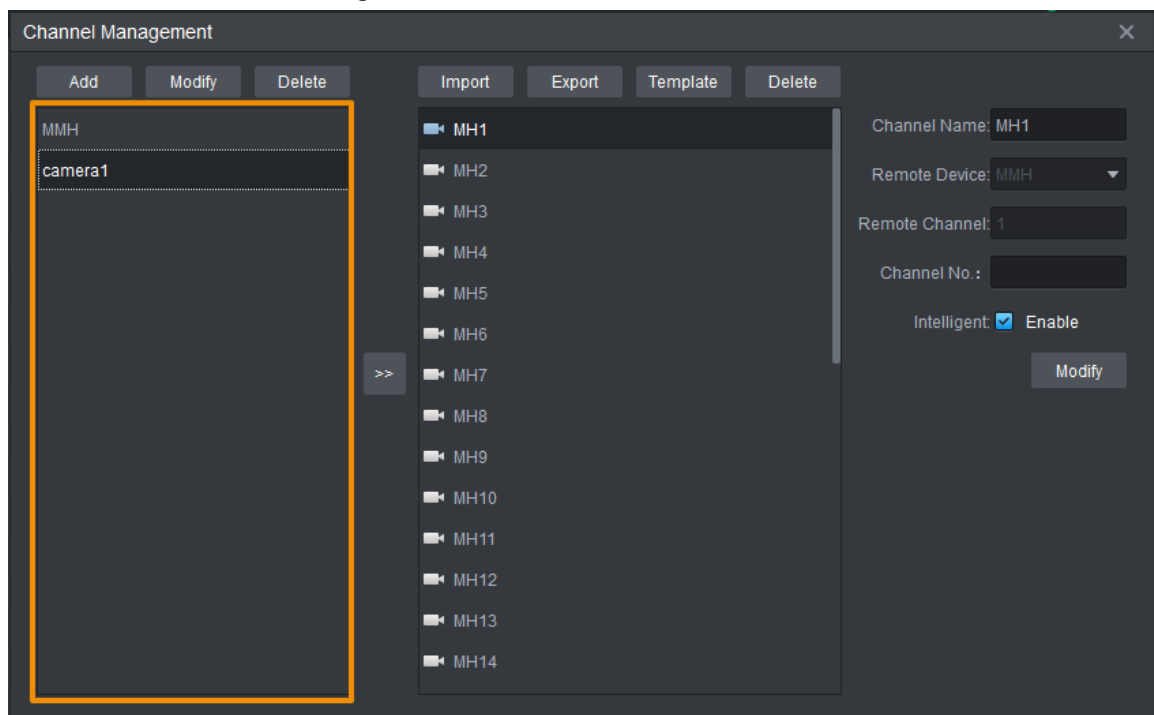 Channel Management
Add Modify Delete
MMH
camera1
>>
Import Export Template Delete
MH1
MH2
MH3
MH4
MH5
MH6
MH7
MH8
MH9
MH10
MH11
MH12
MH13
MH14
Channel Name: MH1
Remote Device: MMH
Remote Channel: 1
Channel No.:
Intelligent: Enable
Modify